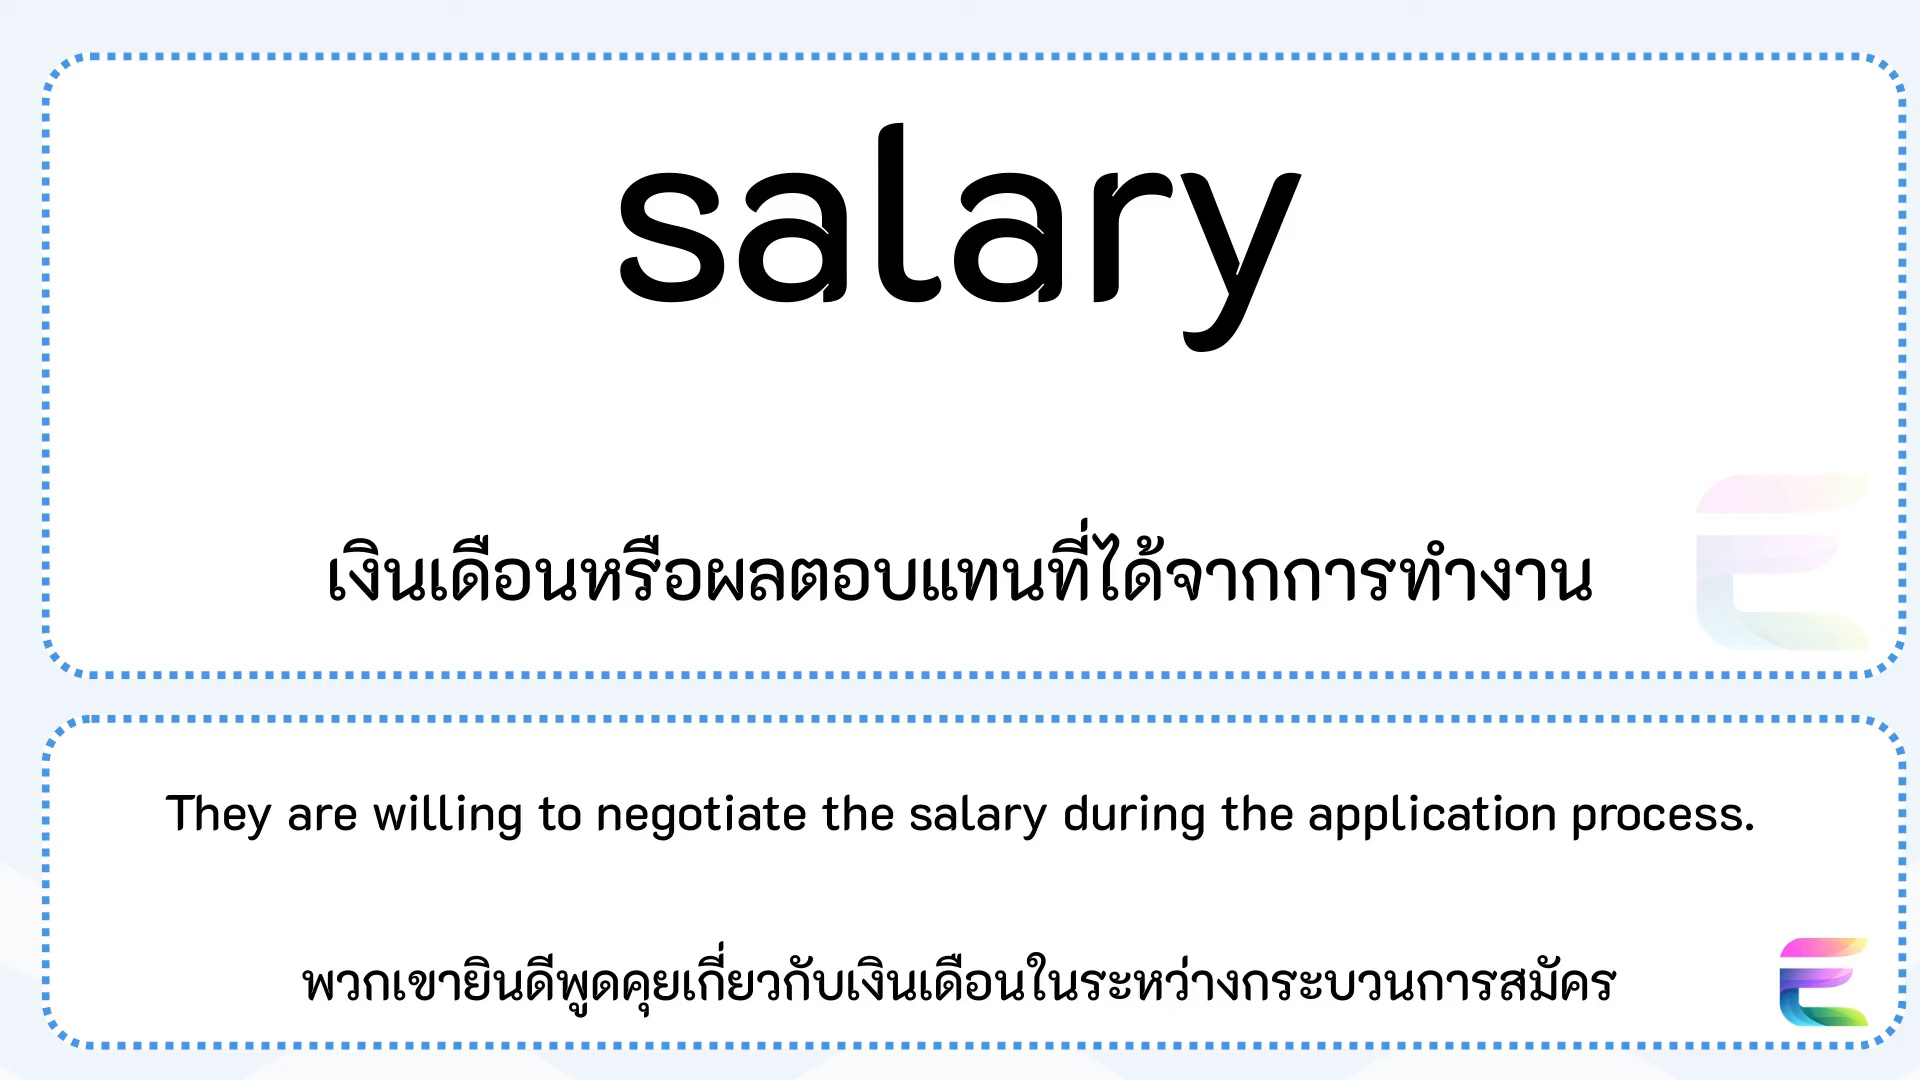 salary
เงินเดือนหรือผลตอบแทนที่ได้จากการทำงาน
They are willing to negotiate the salary during the application process.
พวกเขายินดีพูดคุยเกี่ยวกับเงินเดือนในระหว่างกระบวนการสมัคร